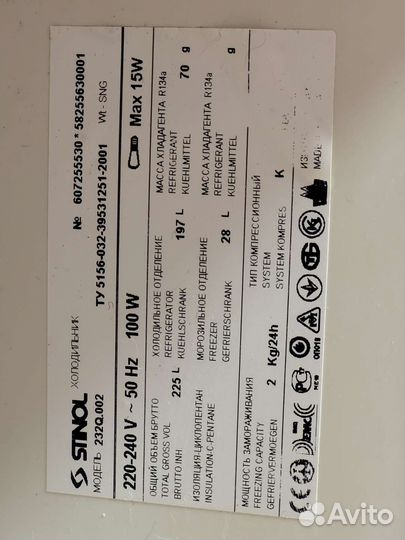 STINOL ХОЛОДИЛЬНИК № 607255530 * 58255630001
МОДЕЛЬ 232Q.002 ТУ 5156-032-39531251-2001 Wt - SNG
220-240 V ~ 50 Hz 100 W Max 15W
ОБЩИЙ ОБЪЕМ БРУТТО
TOTAL GROSS VOL 225 L
BRUTTO INH
ХОЛОДИЛЬНОЕ ОТДЕЛЕНИЕ
REFRIGERATOR 197 L
KUEHLSCHRANK
МАССА ХЛАДАГЕНТА R134a
REFRIGERANT 70 g
KUEHLMITTEL
ИЗОЛЯЦИЯ-ЦИКЛОПЕНТАН
INSULATION-C-PENTANE
МОРОЗИЛЬНОЕ ОТДЕЛЕНИЕ
FREEZER 28 L
GEFRIERSCHRANK
МАССА ХЛАДАГЕНТА R134a
REFRIGERANT g
KUEHLMITTEL
МОЩНОСТЬ ЗАМОРАЖИВАНИЯ
FREEZING CAPACITY 2 Kg/24h
GEFRIERVERMOEGEN
ТИП КОМПРЕССИОННЫЙ
SYSTEM K
SYSTEM KOMPRES
CE
PC
MADE
Avito